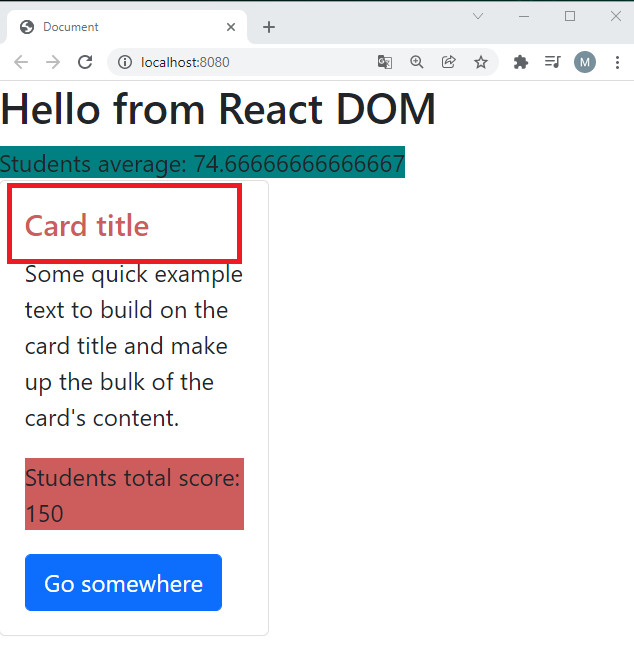 Document
localhost:8080
M
Hello from React DOM
Students average: 74.66666666666667
Card title
Some quick example
text to build on the
card title and make
up the bulk of the
card's content.
Students total score:
150
Go somewhere